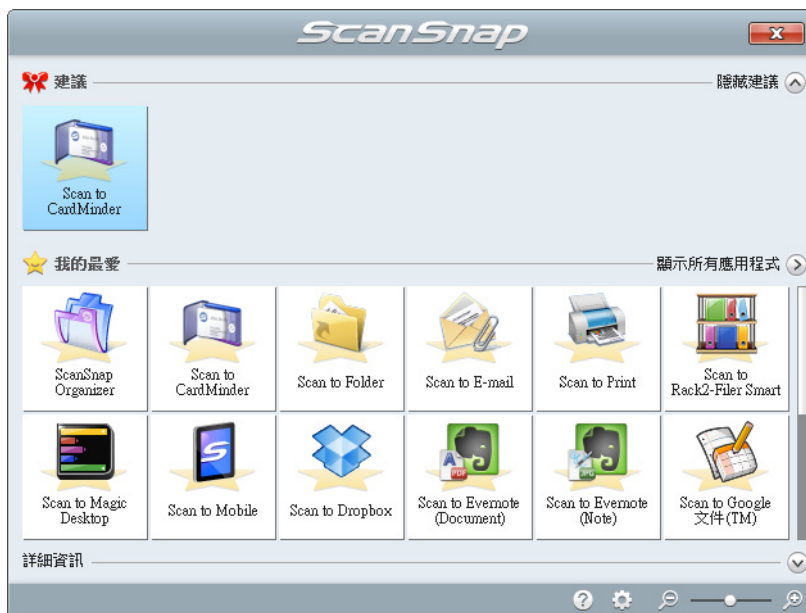 ScanSnap
建議
隱藏建議
Scan to
CardMinder
我的最愛
顯示所有應用程式
ScanSnap
Organizer
Scan to
CardMinder
Scan to Folder
Scan to E-mail
Scan to Print
Scan to
Rack2-Filer Smart
Scan to Magic
Desktop
Scan to Mobile
Scan to Dropbox
Scan to Evernote
(Document)
Scan to Evernote
(Note)
Scan to Google
文件(TM)
詳細資訊